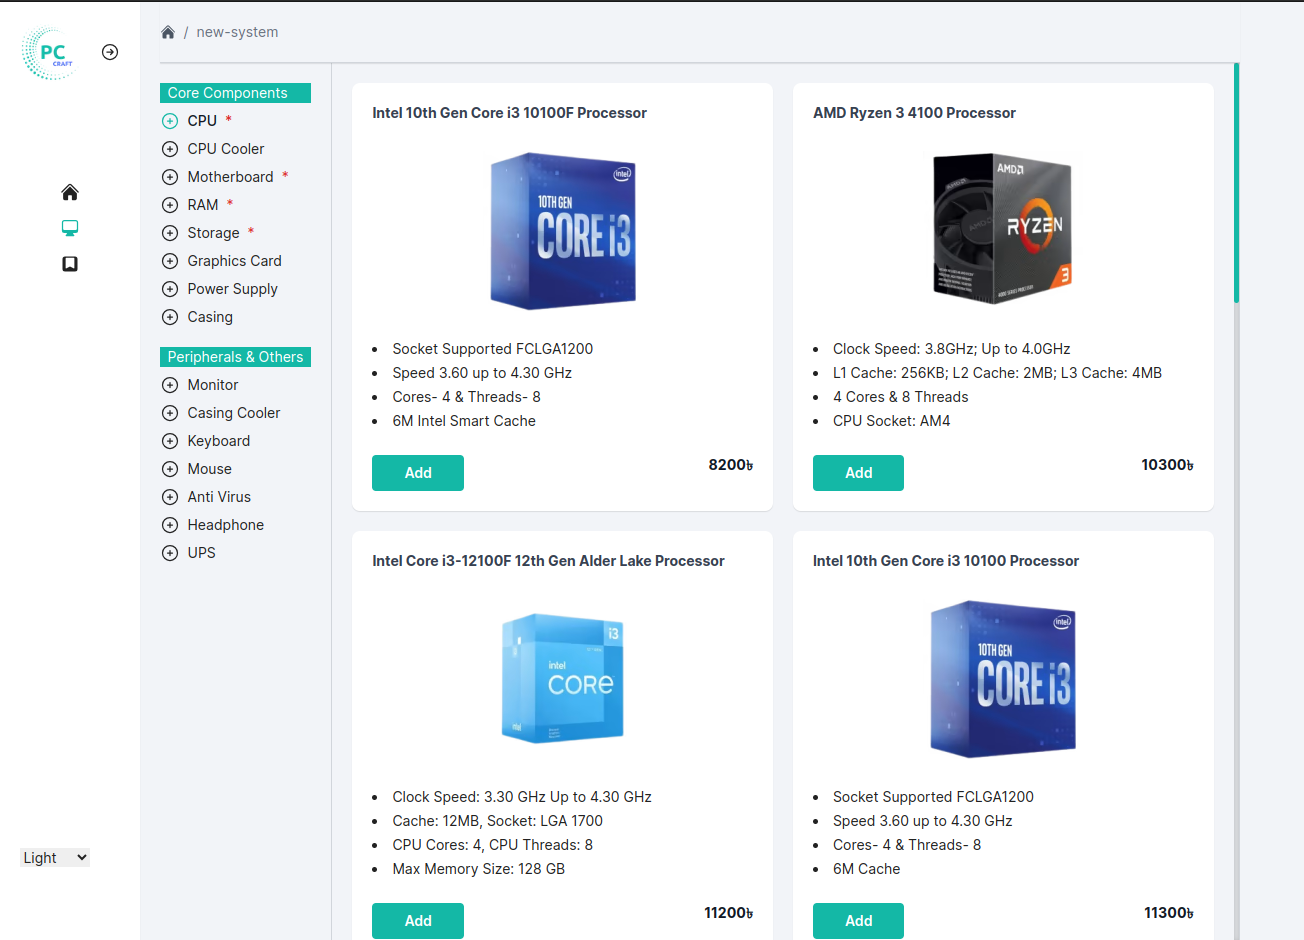 PC
CRAFT
/ new-system
Core Components
CPU *
CPU Cooler
Motherboard *
RAM *
Storage *
Graphics Card
Power Supply
Casing
Peripherals & Others
Monitor
Casing Cooler
Keyboard
Mouse
Anti Virus
Headphone
UPS
Light
Intel 10th Gen Core i3 10100F Processor
intel
10TH GEN
CORE i3
• Socket Supported FCLGA1200
• Speed 3.60 up to 4.30 GHz
• Cores- 4 & Threads- 8
• 6M Intel Smart Cache
Add
8200৳
AMD Ryzen 3 4100 Processor
AMD
AMD
AMD
RYZEN
3
• Clock Speed: 3.8GHz; Up to 4.0GHz
• L1 Cache: 256KB; L2 Cache: 2MB; L3 Cache: 4MB
• 4 Cores & 8 Threads
• CPU Socket: AM4
Add
10300৳
Intel Core i3-12100F 12th Gen Alder Lake Processor
i3
intel
CORE
intel
• Clock Speed: 3.30 GHz Up to 4.30 GHz
• Cache: 12MB, Socket: LGA 1700
• CPU Cores: 4, CPU Threads: 8
• Max Memory Size: 128 GB
Add
11200৳
Intel 10th Gen Core i3 10100 Processor
intel
10TH GEN
CORE i3
• Socket Supported FCLGA1200
• Speed 3.60 up to 4.30 GHz
• Cores- 4 & Threads- 8
• 6M Cache
Add
11300৳